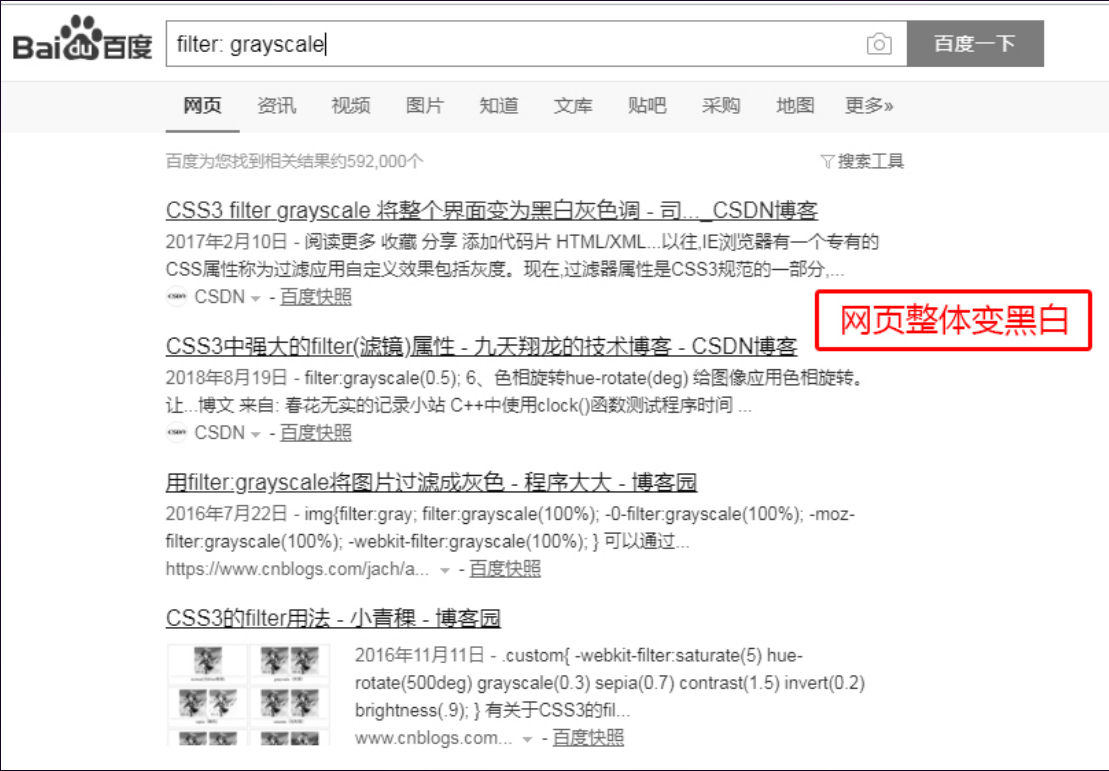 Bai du 百度 filter: grayscale 百度一下
网页 资讯 视频 图片 知道 文库 贴吧 采购 地图 更多»
百度为您找到相关结果约592,000个 搜索工具
CSS3 filter grayscale 将整个界面变为黑白灰色调 - 司..._CSDN博客
2017年2月10日 - 阅读更多 收藏 分享 添加代码片 HTML/XML...以往,IE浏览器有一个专有的
CSS属性称为过滤应用自定义效果包括灰度。现在,过滤器属性是CSS3规范的一部分,...
CSDN - 百度快照
网页整体变黑白
CSS3中强大的filter(滤镜)属性 - 九天翔龙的技术博客 - CSDN博客
2018年8月19日 - filter:grayscale(0.5); 6、色相旋转hue-rotate(deg) 给图像应用色相旋转。
让...博文 来自: 春花无实的记录小站 C++中使用clock()函数测试程序时间 ...
CSDN - 百度快照
用filter:grayscale将图片过滤成灰色 - 程序大大 - 博客园
2016年7月22日 - img{filter:gray; filter:grayscale(100%); -0-filter:grayscale(100%); -moz-
filter:grayscale(100%); -webkit-filter:grayscale(100%); } 可以通过...
https://www.cnblogs.com/jach/a... - 百度快照
CSS3的filter用法 - 小青稞 - 博客园
2016年11月11日 - .custom{ -webkit-filter:saturate(5) hue-
rotate(500deg) grayscale(0.3) sepia(0.7) contrast(1.5) invert(0.2)
brightness(.9); } 有关于CSS3的fil...
www.cnblogs.com... - 百度快照